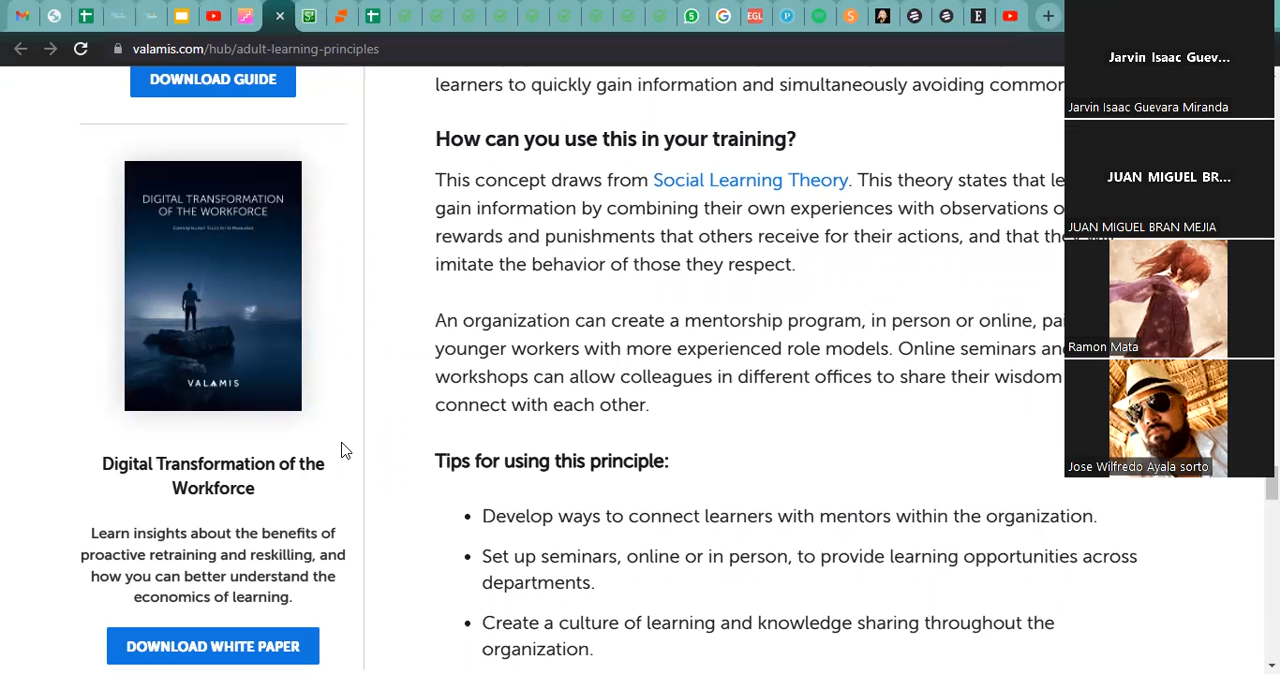 valamis.com/hub/adult-learning-principles
DOWNLOAD GUIDE
DIGITAL TRANSFORMATION
OF THE WORKFORCE
VALAMIS
Digital Transformation of the
Workforce
Learn insights about the benefits of
proactive retraining and reskilling, and
how you can better understand the
economics of learning.
DOWNLOAD WHITE PAPER
learners to quickly gain information and simultaneously avoiding common
How can you use this in your training?
This concept draws from Social Learning Theory. This theory states that le
gain information by combining their own experiences with observations o
rewards and punishments that others receive for their actions, and that
imitate the behavior of those they respect.
An organization can create a mentorship program, in person or online, pai
younger workers with more experienced role models. Online seminars an
workshops can allow colleagues in different offices to share their wisdom
connect with each other.
Tips for using this principle:
• Develop ways to connect learners with mentors within the organization.
• Set up seminars, online or in person, to provide learning opportunities across
departments.
• Create a culture of learning and knowledge sharing throughout the
organization.
Jarvin Isaac Guev...
Jarvin Isaac Guevara Miranda
JUAN MIGUEL BR...
JUAN MIGUEL BRAN MEJIA
Ramon Mata
Jose Wilfredo Ayala sorto